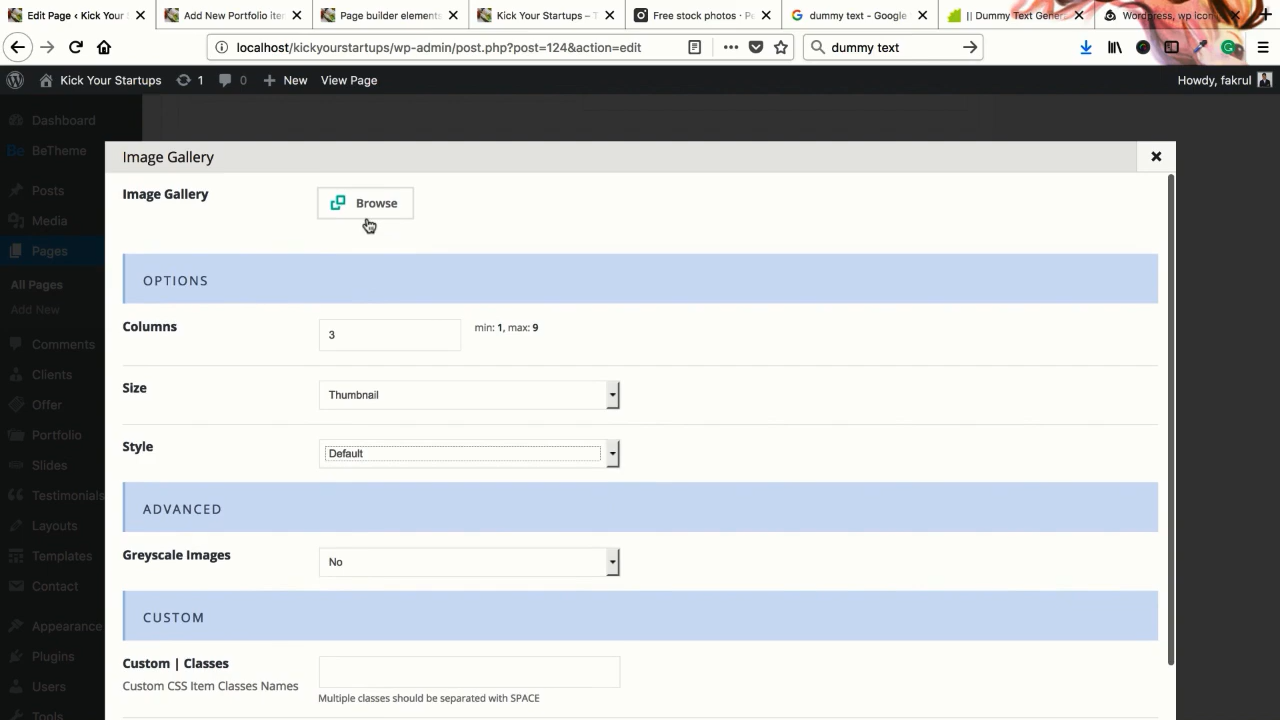 Edit Page ‹ Kick Your
Add New Portfolio iten
Page builder elements
Kick Your Startups – T
Free stock photos · Pe
dummy text - Google
|| Dummy Text Gener
Wordpress, wp icon
localhost/kickyourstartups/wp-admin/post.php?post=124&action=edit
dummy text
Kick Your Startups
1
0
New
View Page
Howdy, fakrul
Dashboard
BeTheme
Posts
Media
Pages
All Pages
Add New
Comments
Clients
Offer
Portfolio
Slides
Testimonials
Layouts
Templates
Contact
Appearance
Plugins
Users
Tools
Image Gallery
Image Gallery
Browse
OPTIONS
Columns
3
min: 1, max: 9
Size
Thumbnail
Style
Default
ADVANCED
Greyscale Images
No
CUSTOM
Custom | Classes
Custom CSS Item Classes Names
Multiple classes should be separated with SPACE